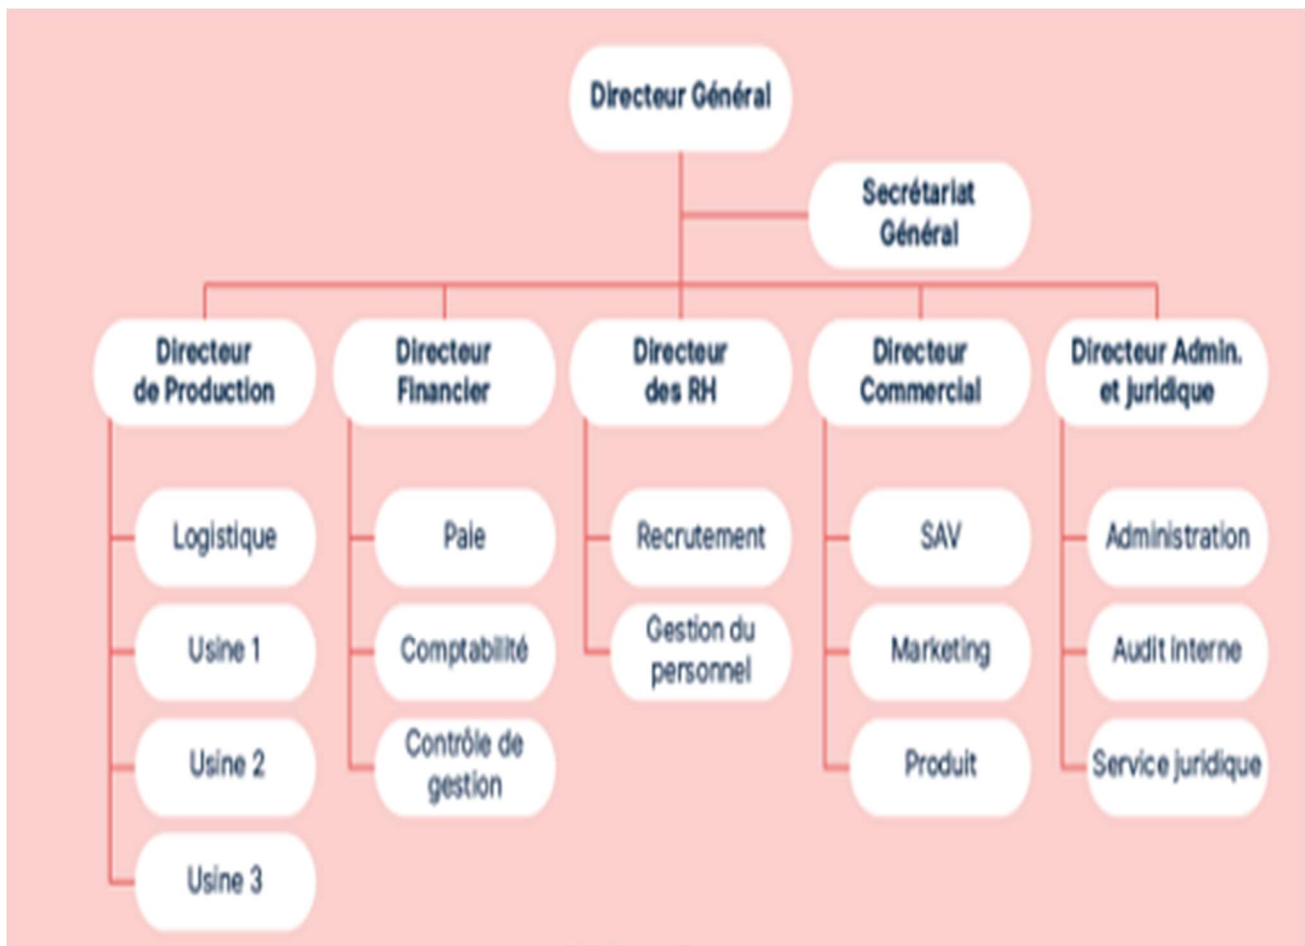 Directeur Général
Secrétariat
Général
Directeur
de Production
Directeur
Financier
Directeur
des RH
Directeur
Commercial
Directeur Admin.
et juridique
Logistique
Usine 1
Usine 2
Usine 3
Paie
Comptabilité
Contrôle de
gestion
Recrutement
Gestion du
personnel
SAV
Marketing
Produit
Administration
Audit interne
Service juridique